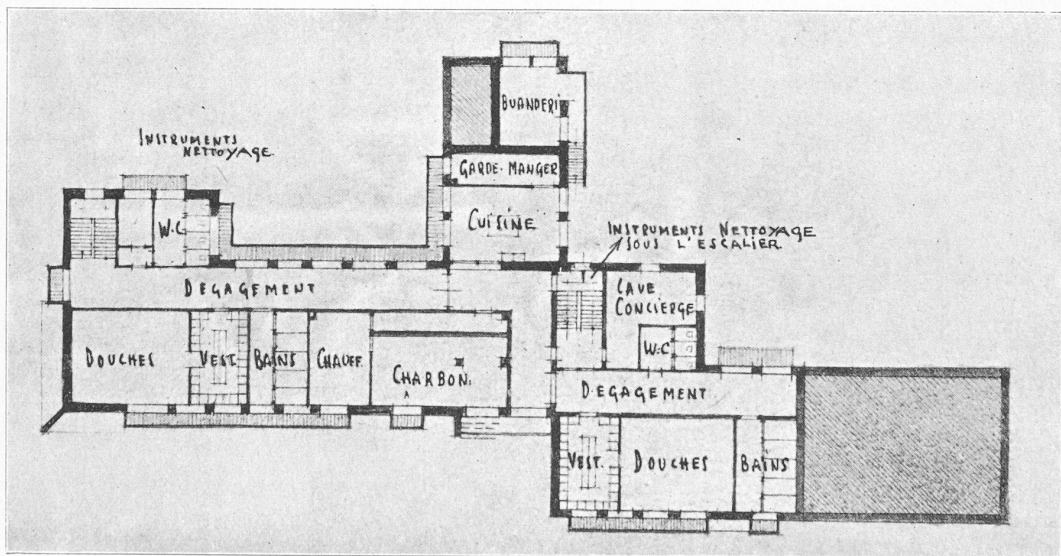 BUANDERI
INSTRUMENTS
NETTOYAGE
GARDE-MANGER
W.C
CUISINE
INSTRUMENTS NETTOYAGE
SOUS L'ESCALIER
DEGAGEMENT
CAVE
CONCIERGE
W.C
DOUCHES
VEST.
BAINS
CHAUFF.
CHARBON.
DEGAGEMENT
VEST.
DOUCHES
BAINS